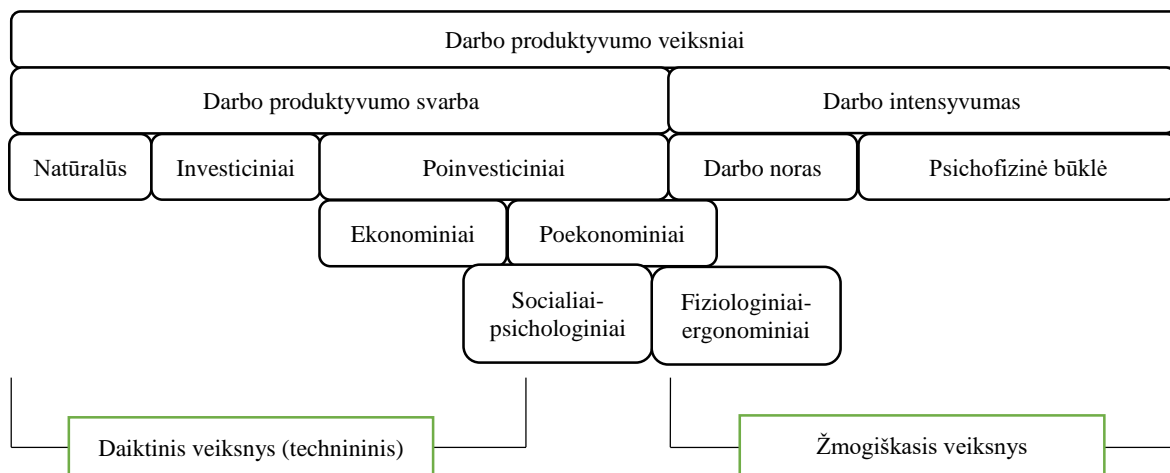 Darbo produktyvumo veiksniai
Darbo produktyvumo svarba
Darbo intensyvumas
Natūralūs
Investiciniai
Poinvesticiniai
Darbo noras
Psichofizinė būklė
Ekonominiai
Poekonominiai
Socialiai-
psichologiniai
Fiziologiniai-
ergonominiai
Daiktinis veiksnys (technininis)
Žmogiškasis veiksnys